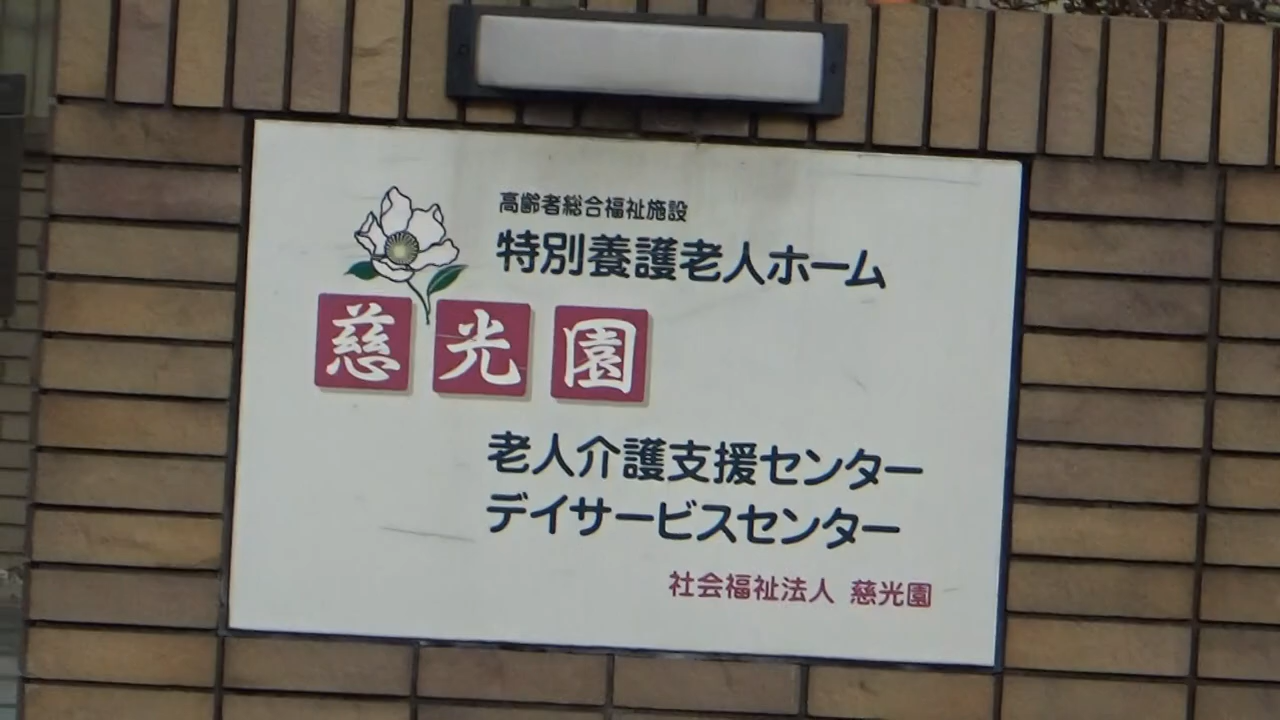 高齢者総合福祉施設
特別養護老人ホーム
慈光園
老人介護支援センター
デイサービスセンター
社会福祉法人 慈光園